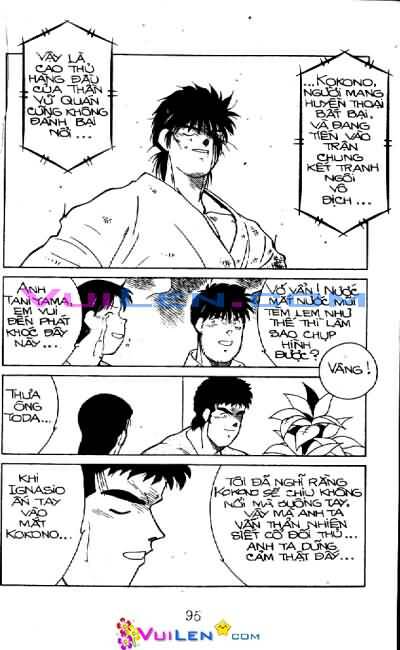 VẬY LÀ
CAO THỦ
HÀNG ĐẦU
CỦA THẦN
VŨ QUÁN
CŨNG KHÔNG
ĐÁNH BẠI
NỔI...
...KOKONO,
NGƯỜI MANG
HUYỀN THOẠI
BẤT BẠI,
VÀ ĐANG
TIẾN VÀO
TRẬN
CHUNG
KẾT TRANH
NGÔI
VÔ
ĐỊCH...
ANH
TANIYAMA,
EM VUI
ĐẾN PHÁT
KHÓC ĐÂY
NÀY...
VỚ VẨN! NƯỚC
MẮT NƯỚC MŨI
TÈM LEM NHƯ
THẾ THÌ LÀM
SAO CHỤP
HÌNH
ĐƯỢC?
VÂNG!
THƯA
ÔNG
TODA...
KHI
IGNASIO
ẤN TAY
VÀO
MẮT
KOKONO...
TÔI ĐÃ NGHĨ RẰNG
KOKONO SẼ CHỊU KHÔNG
NỔI MÀ BUÔNG TAY,
VẬY MÀ ANH TA
VẪN THẢN NHIÊN
SIẾT CỔ ĐỐI THỦ...
ANH TA DŨNG
CẢM THẬT ĐẤY...
VUILEN.COM
95
VUILEN.COM